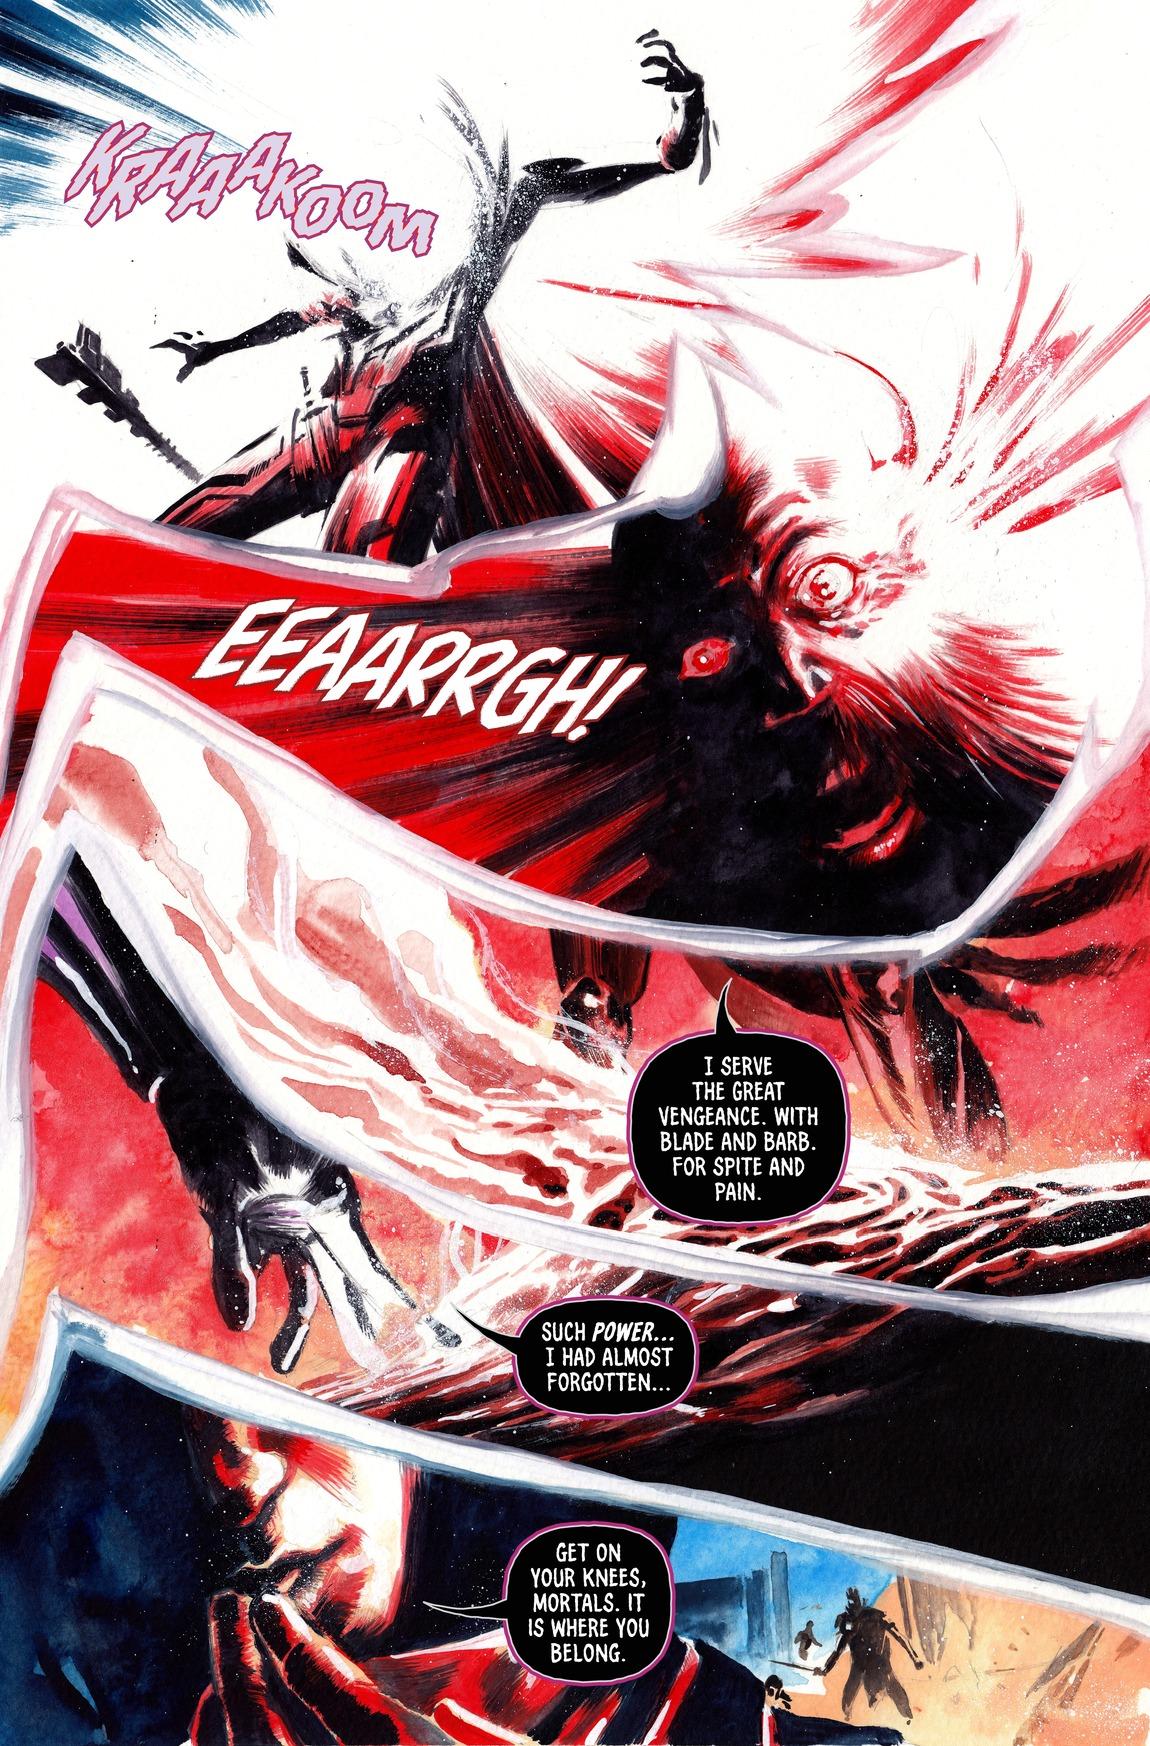 KRAAAKOOM
EEAARRGH!
I SERVE
THE GREAT
VENGEANCE. WITH
BLADE AND BARB.
FOR SPITE AND
PAIN.
SUCH POWER...
I HAD ALMOST
FORGOTTEN...
GET ON
YOUR KNEES,
MORTALS. IT
IS WHERE YOU
BELONG.